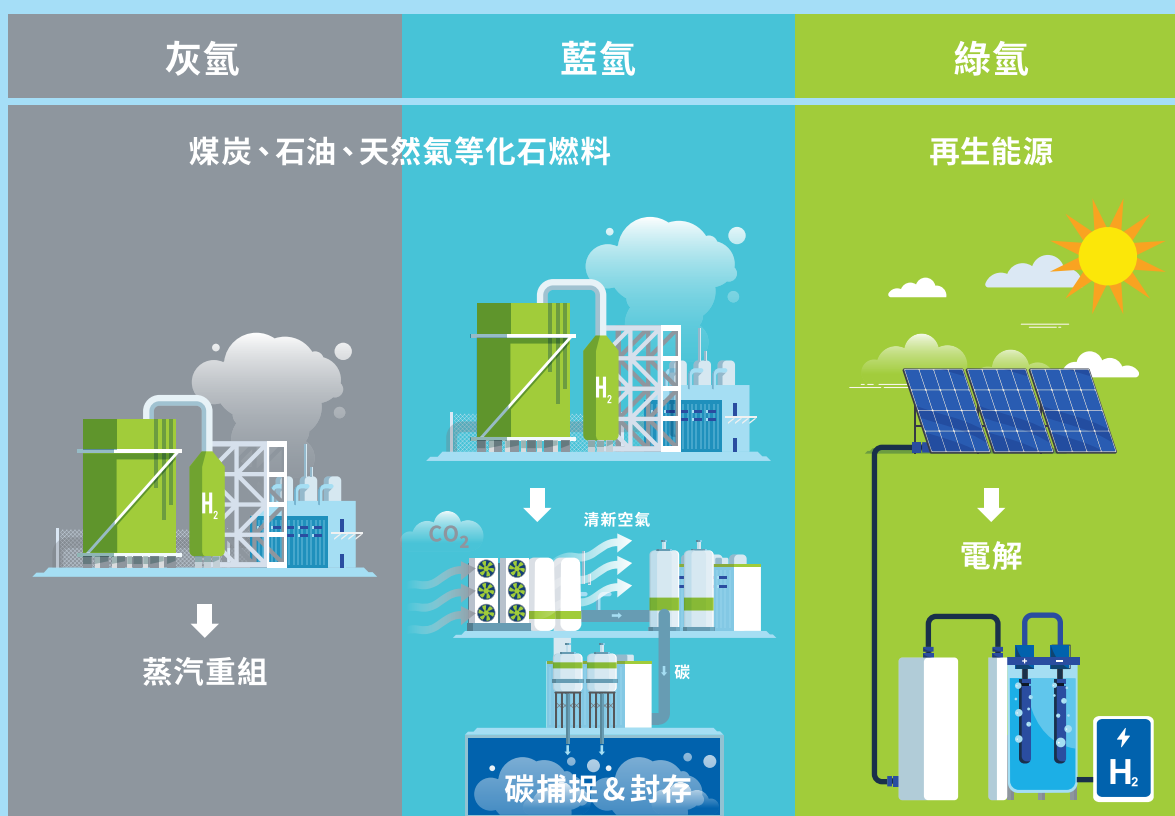 灰氫
藍氫
綠氫
煤炭、石油、天然氣等化石燃料
再生能源
H2
H2
CO2
清新空氣
電解
蒸汽重組
碳
+ −
H2
碳捕捉&封存